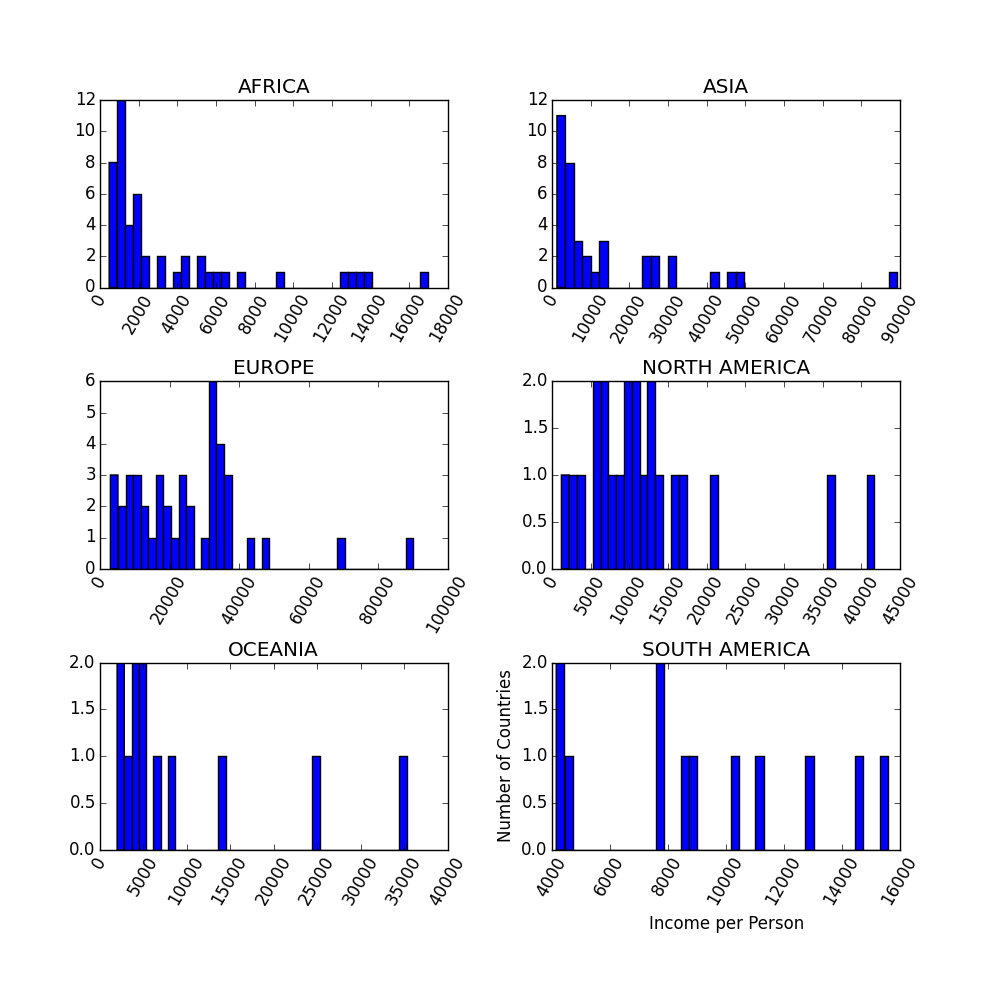 AFRICA
12
10
8
6
4
2
0
0 2000 4000 6000 8000 10000 12000 14000 16000 18000
ASIA
12
10
8
6
4
2
0
0 10000 20000 30000 40000 50000 60000 70000 80000 90000
EUROPE
6
5
4
3
2
1
0
0 20000 40000 60000 80000 100000
NORTH AMERICA
2.0
1.5
1.0
0.5
0.0
0 5000 10000 15000 20000 25000 30000 35000 40000 45000
OCEANIA
2.0
1.5
1.0
0.5
0.0
0 5000 10000 15000 20000 25000 30000 35000 40000
SOUTH AMERICA
Number of Countries
2.0
1.5
1.0
0.5
0.0
4000 6000 8000 10000 12000 14000 16000
Income per Person